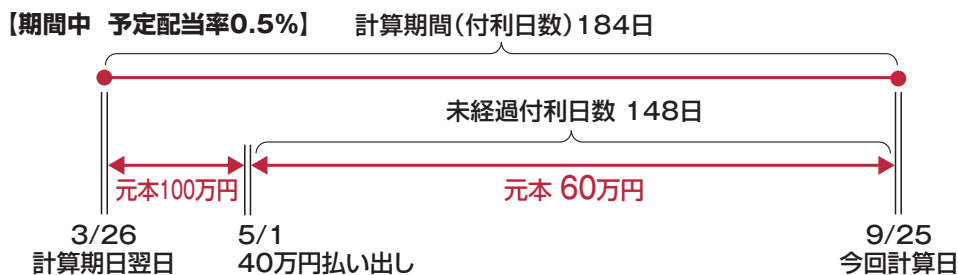 【期間中 予定配当率0.5%】 計算期間(付利日数)184日
未経過付利日数 148日
元本100万円 元本 60万円
3/26 5/1 9/25
計算期日翌日 40万円払い出し 今回計算日